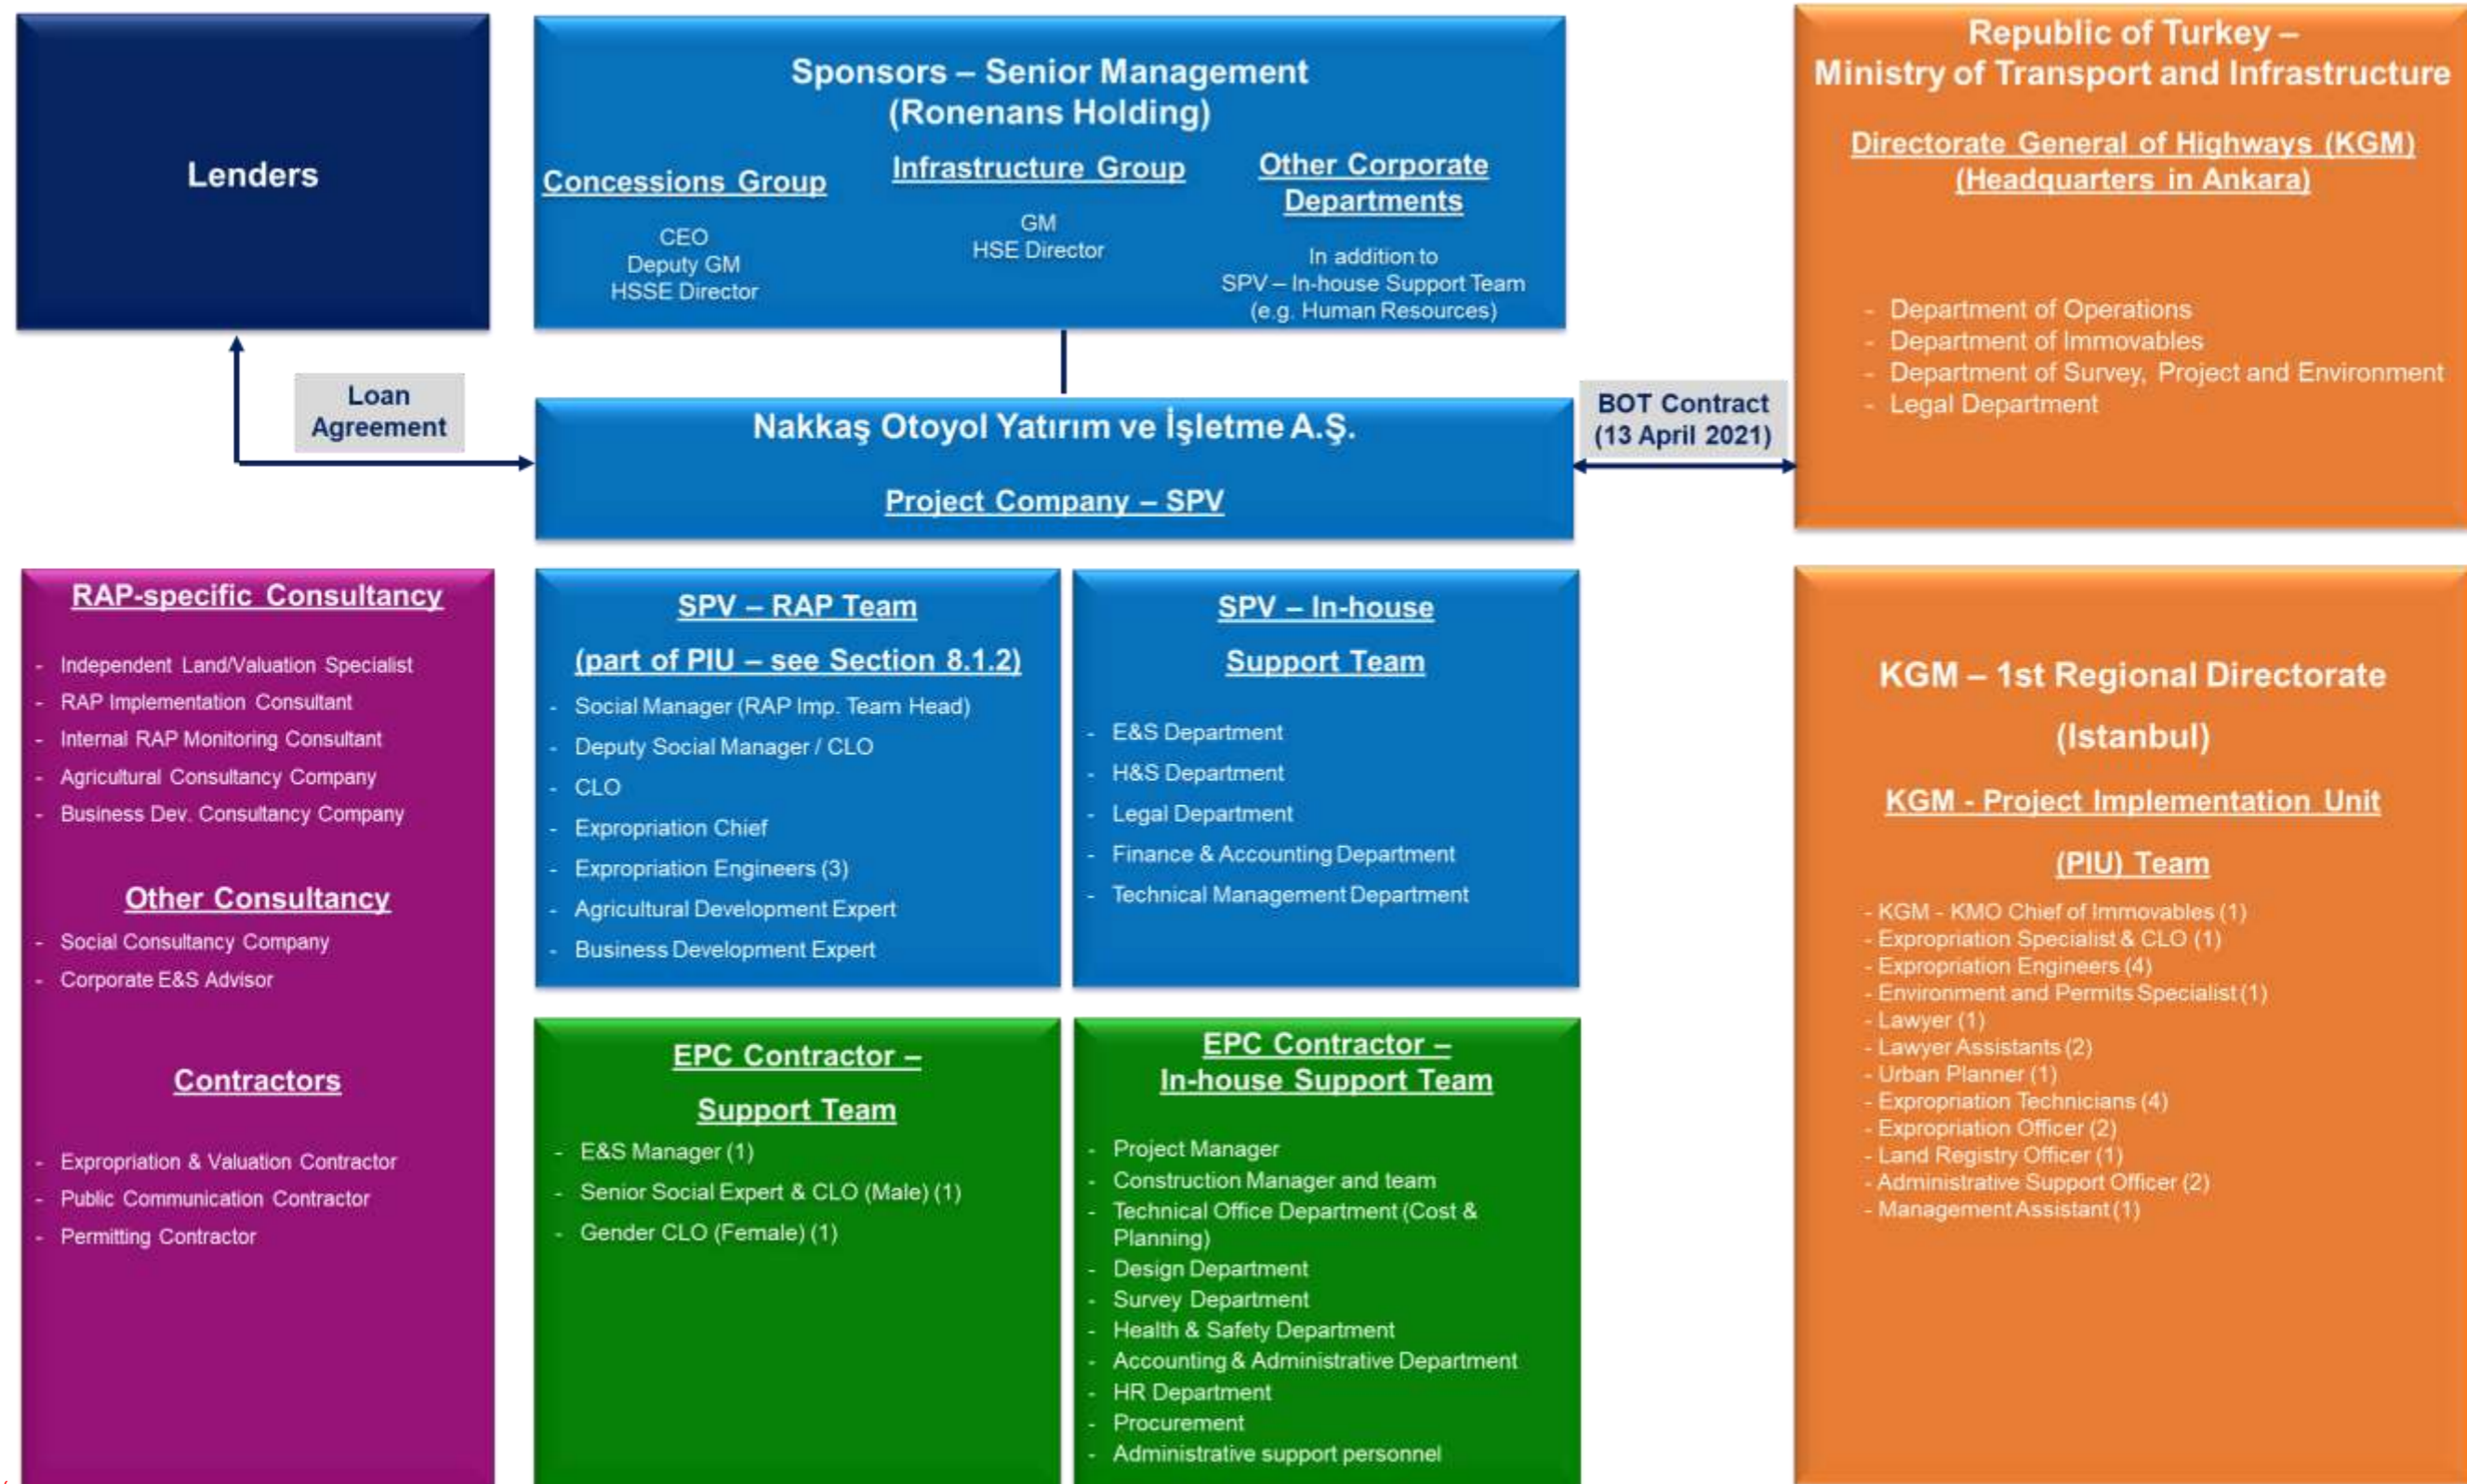 Lenders
Sponsors – Senior Management
(Ronenans Holding)
Concessions Group
CEO
Deputy GM
HSSE Director
Infrastructure Group
GM
HSE Director
Other Corporate
Departments
In addition to
SPV – In-house Support Team
(e.g. Human Resources)
Republic of Turkey –
Ministry of Transport and Infrastructure
Directorate General of Highways (KGM)
(Headquarters in Ankara)
- Department of Operations
- Department of Immovables
- Department of Survey, Project and Environment
- Legal Department
Loan
Agreement
Nakkaş Otoyol Yatırım ve İşletme A.Ş.
Project Company – SPV
BOT Contract
(13 April 2021)
RAP-specific Consultancy
- Independent Land/Valuation Specialist
- RAP Implementation Consultant
- Internal RAP Monitoring Consultant
- Agricultural Consultancy Company
- Business Dev. Consultancy Company
Other Consultancy
- Social Consultancy Company
- Corporate E&S Advisor
Contractors
- Expropriation & Valuation Contractor
- Public Communication Contractor
- Permitting Contractor
SPV – RAP Team
(part of PIU – see Section 8.1.2)
- Social Manager (RAP Imp. Team Head)
- Deputy Social Manager / CLO
- CLO
- Expropriation Chief
- Expropriation Engineers (3)
- Agricultural Development Expert
- Business Development Expert
SPV – In-house
Support Team
- E&S Department
- H&S Department
- Legal Department
- Finance & Accounting Department
- Technical Management Department
EPC Contractor –
Support Team
- E&S Manager (1)
- Senior Social Expert & CLO (Male) (1)
- Gender CLO (Female) (1)
EPC Contractor –
In-house Support Team
- Project Manager
- Construction Manager and team
- Technical Office Department (Cost &
Planning)
- Design Department
- Survey Department
- Health & Safety Department
- Accounting & Administrative Department
- HR Department
- Procurement
- Administrative support personnel
KGM – 1st Regional Directorate
(Istanbul)
KGM - Project Implementation Unit
(PIU) Team
- KGM - KMO Chief of Immovables (1)
- Expropriation Specialist & CLO (1)
- Expropriation Engineers (4)
- Environment and Permits Specialist (1)
- Lawyer (1)
- Lawyer Assistants (2)
- Urban Planner (1)
- Expropriation Technicians (4)
- Expropriation Officer (2)
- Land Registry Officer (1)
- Administrative Support Officer (2)
- Management Assistant (1)